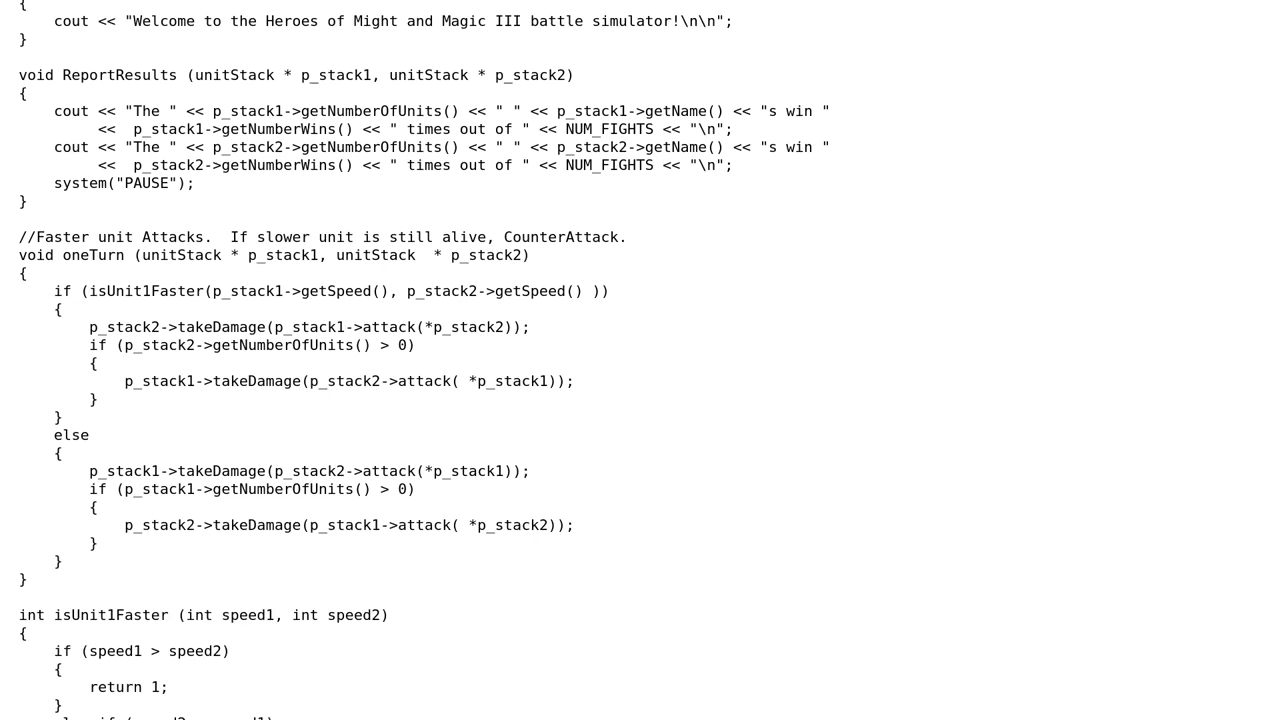 {
    cout << "Welcome to the Heroes of Might and Magic III battle simulator!\n\n";
}

void ReportResults (unitStack * p_stack1, unitStack * p_stack2)
{
    cout << "The " << p_stack1->getNumberOfUnits() << " " << p_stack1->getName() << "s win "
         <<  p_stack1->getNumberWins() << " times out of " << NUM_FIGHTS << "\n";
    cout << "The " << p_stack2->getNumberOfUnits() << " " << p_stack2->getName() << "s win "
         <<  p_stack2->getNumberWins() << " times out of " << NUM_FIGHTS << "\n";
    system("PAUSE");
}

//Faster unit Attacks.  If slower unit is still alive, CounterAttack.
void oneTurn (unitStack * p_stack1, unitStack  * p_stack2)
{
    if (isUnit1Faster(p_stack1->getSpeed(), p_stack2->getSpeed() ))
    {
        p_stack2->takeDamage(p_stack1->attack(*p_stack2));
        if (p_stack2->getNumberOfUnits() > 0)
        {
            p_stack1->takeDamage(p_stack2->attack( *p_stack1));
        }
    }
    else
    {
        p_stack1->takeDamage(p_stack2->attack(*p_stack1));
        if (p_stack1->getNumberOfUnits() > 0)
        {
            p_stack2->takeDamage(p_stack1->attack( *p_stack2));
        }
    }
}

int isUnit1Faster (int speed1, int speed2)
{
    if (speed1 > speed2)
    {
        return 1;
    }